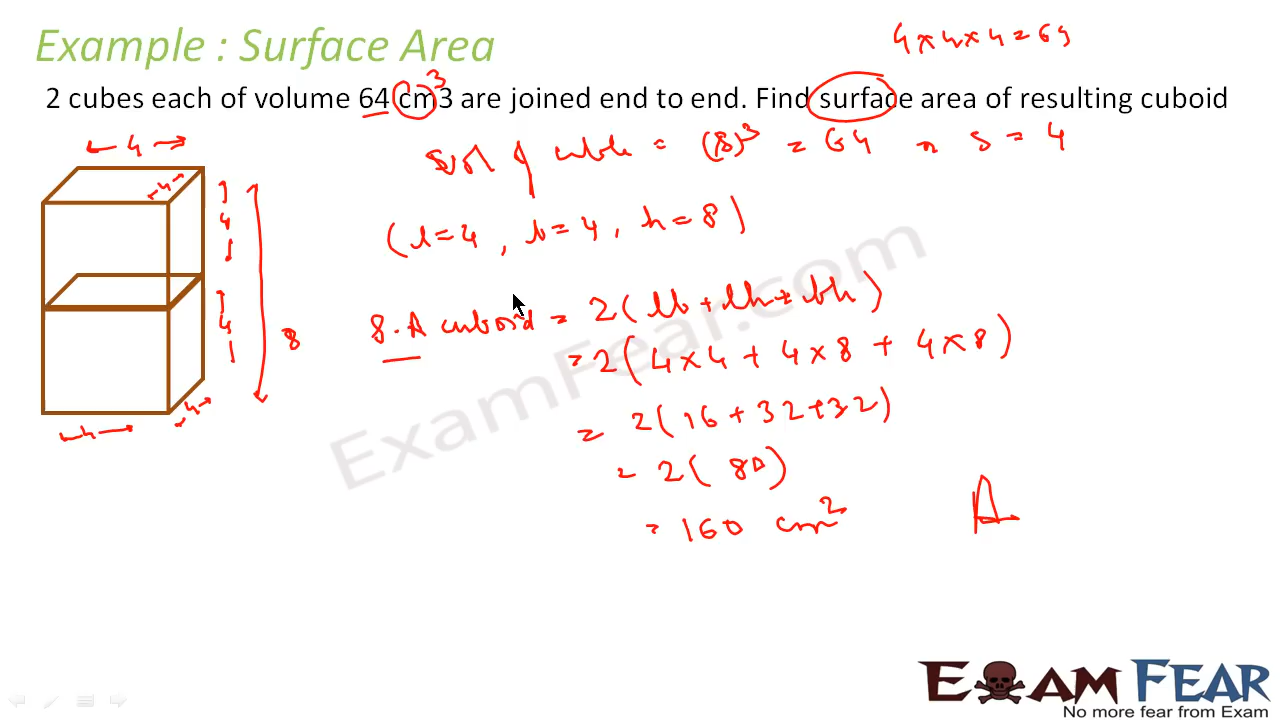 Example : Surface Area
4 x 4 x 4 = 64
2 cubes each of volume 64 cm3 are joined end to end. Find surface area of resulting cuboid
3
4
4
4
4
8
4
4
vol of cube = (s)³ = 64 s = 4
(l = 4, b = 4, h = 8)
S.A cuboid = 2(lb + lh + bh)
= 2(4 x 4 + 4 x 8 + 4 x 8)
= 2(16 + 32 + 32)
= 2(80)
= 160 cm²
ExamFear.com
EXAM FEAR
No more fear from Exam